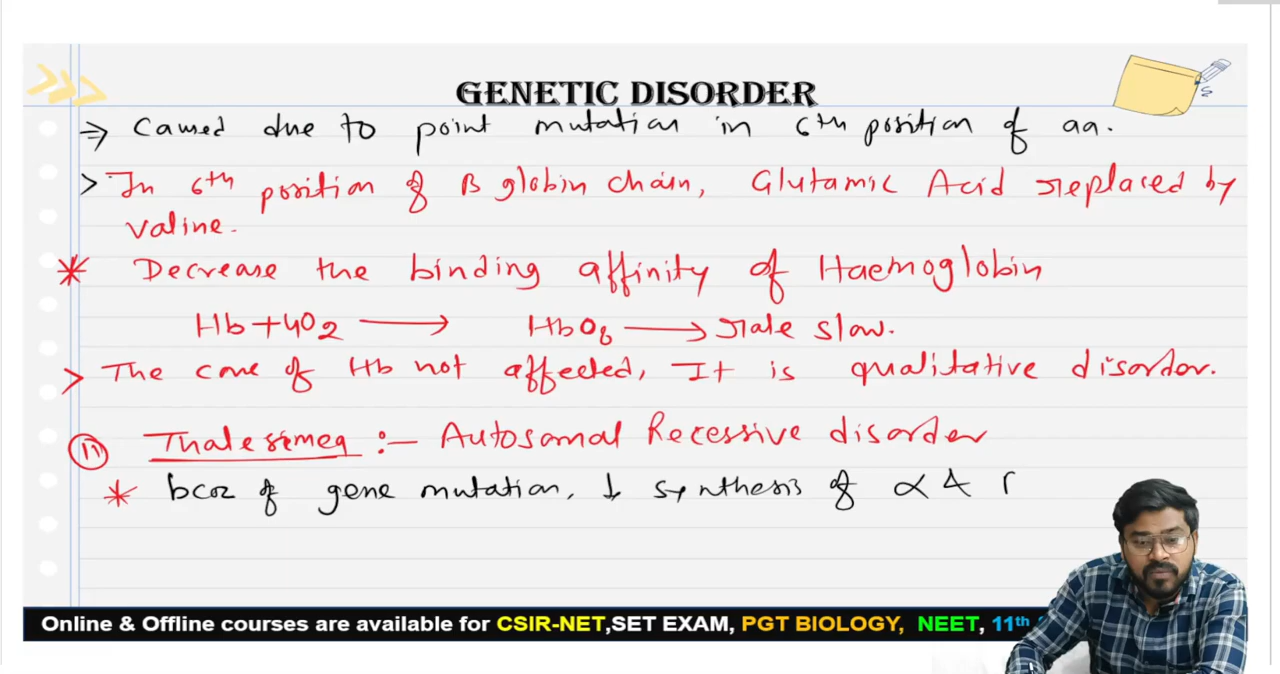 GENETIC DISORDER
⇒ Caused due to point mutation in 6th position of aa.
> In 6th position of B globin chain, Glutamic Acid replaced by
valine.
* Decrease the binding affinity of Haemoglobin
Hb+4O2 ⟶ HbO8 ⟶ rate slow.
> The conc of Hb not affected, It is qualitative disorder.
(11) Thalesimea :- Autosomal Recessive disorder
* bcoz of gene mutation, ↓ synthesis of α &
Online & Offline courses are available for CSIR-NET,SET EXAM, PGT BIOLOGY, NEET, 11th